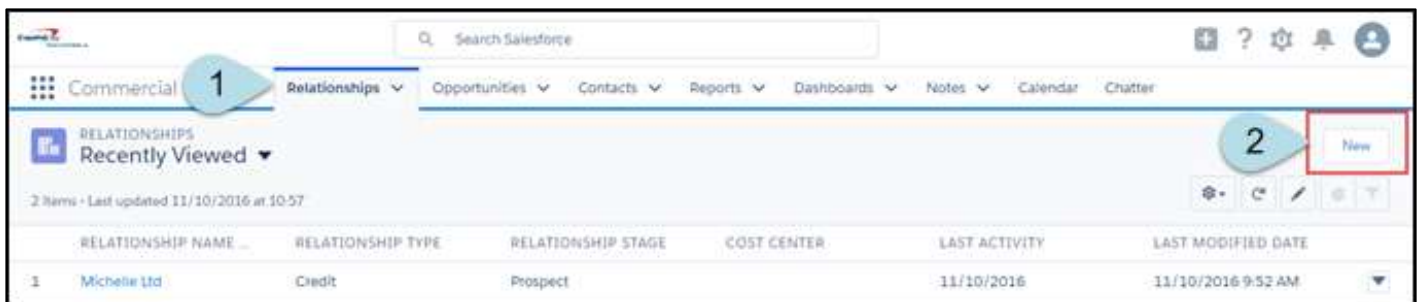 Search Salesforce
Commercial 1 Relationships Opportunities Contacts Reports Dashboards Notes Calendar Chatter
RELATIONSHIPS
Recently Viewed
2 New
2 Items • Last updated 11/10/2016 at 10:57
RELATIONSHIP NAME ... RELATIONSHIP TYPE RELATIONSHIP STAGE COST CENTER LAST ACTIVITY LAST MODIFIED DATE
1 Michelle Ltd Credit Prospect 11/10/2016 11/10/2016 9:52 AM